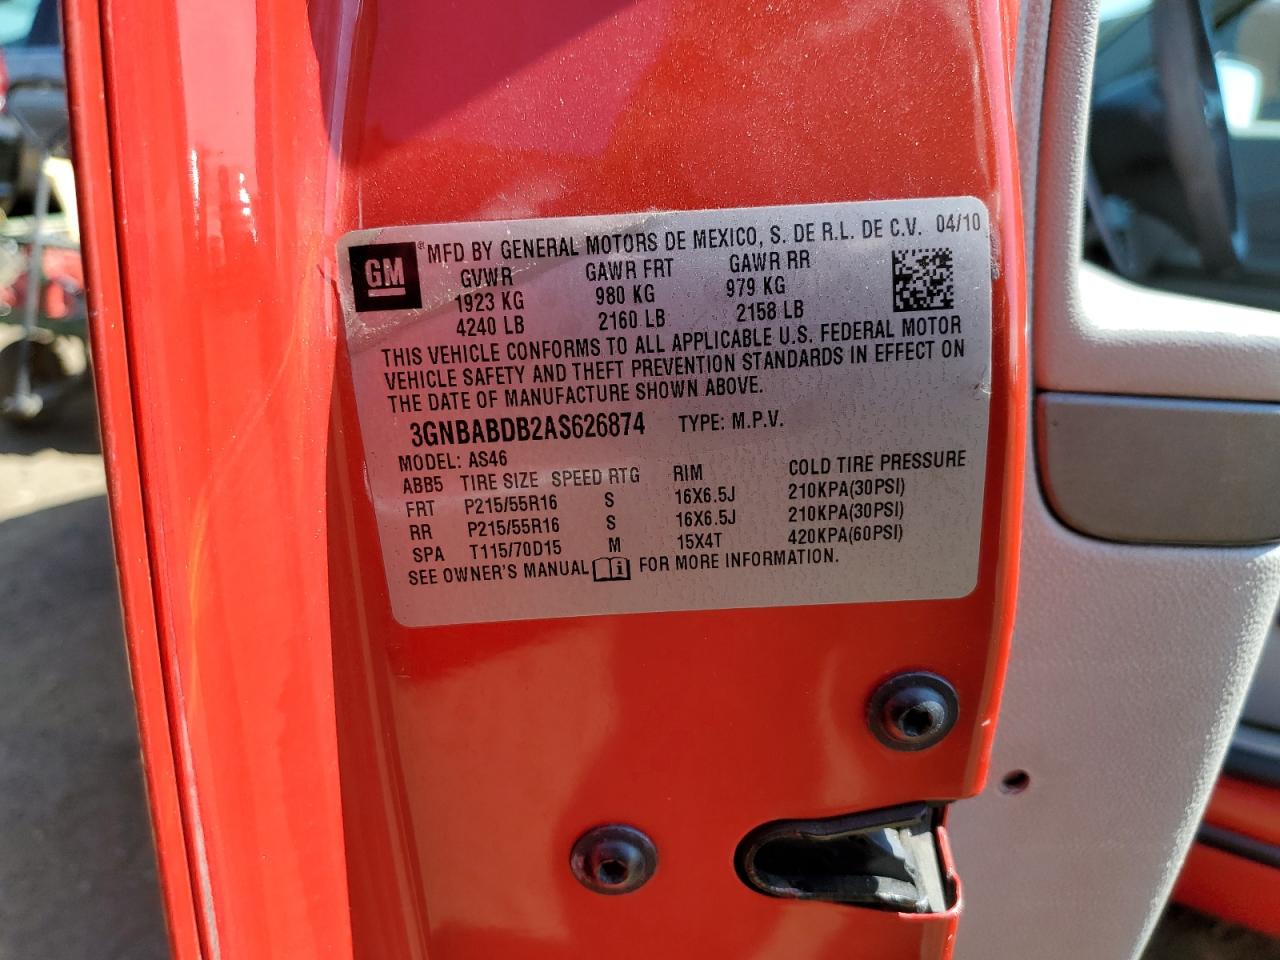 GM ® MFD BY GENERAL MOTORS DE MEXICO, S. DE R.L. DE C.V. 04/10
GVWR GAWR FRT GAWR RR
1923 KG 980 KG 979 KG
4240 LB 2160 LB 2158 LB
THIS VEHICLE CONFORMS TO ALL APPLICABLE U.S. FEDERAL MOTOR
VEHICLE SAFETY AND THEFT PREVENTION STANDARDS IN EFFECT ON
THE DATE OF MANUFACTURE SHOWN ABOVE.
3GNBABDB2AS626874 TYPE: M.P.V.
MODEL: AS46
ABB5 TIRE SIZE SPEED RTG RIM COLD TIRE PRESSURE
FRT P215/55R16 S 16X6.5J 210KPA(30PSI)
RR P215/55R16 S 16X6.5J 210KPA(30PSI)
SPA T115/70D15 M 15X4T 420KPA(60PSI)
SEE OWNER'S MANUAL FOR MORE INFORMATION.